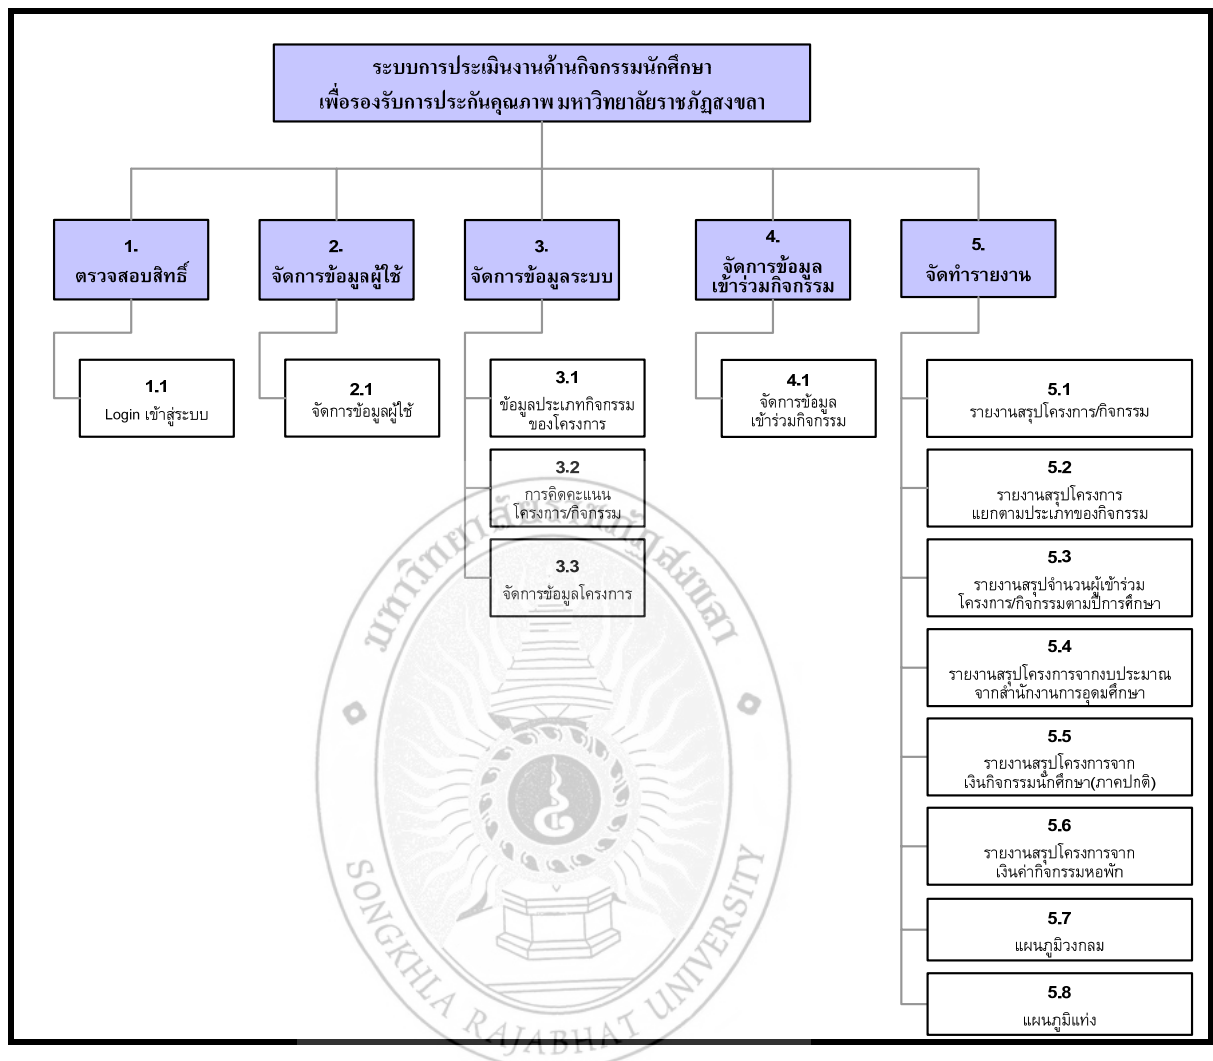 ระบบการประเมินงานด้านกิจกรรมนักศึกษา
เพื่อรองรับการประกันคุณภาพ มหาวิทยาลัยราชภัฏสงขลา
1.
ตรวจสอบสิทธิ์
2.
จัดการข้อมูลผู้ใช้
3.
จัดการข้อมูลระบบ
4.
จัดการข้อมูล
เข้าร่วมกิจกรรม
5.
จัดทำรายงาน
1.1
Login เข้าสู่ระบบ
2.1
จัดการข้อมูลผู้ใช้
3.1
ข้อมูลประเภทกิจกรรม
ของโครงการ
3.2
การคิดคะแนน
โครงการ/กิจกรรม
3.3
จัดการข้อมูลโครงการ
4.1
จัดการข้อมูล
เข้าร่วมกิจกรรม
5.1
รายงานสรุปโครงการ/กิจกรรม
5.2
รายงานสรุปโครงการ
แยกตามประเภทของกิจกรรม
5.3
รายงานสรุปจำนวนผู้เข้าร่วม
โครงการ/กิจกรรมตามปีการศึกษา
5.4
รายงานสรุปโครงการจากงบประมาณ
จากสำนักงานการอุดมศึกษา
5.5
รายงานสรุปโครงการจาก
เงินกิจกรรมนักศึกษา(ภาคปกติ)
5.6
รายงานสรุปโครงการจาก
เงินค่ากิจกรรมหอพัก
5.7
แผนภูมิวงกลม
5.8
แผนภูมิแท่ง
มหาวิทยาลัยราชภัฏสงขลา
SONGKHLA RAJABHAT UNIVERSITY